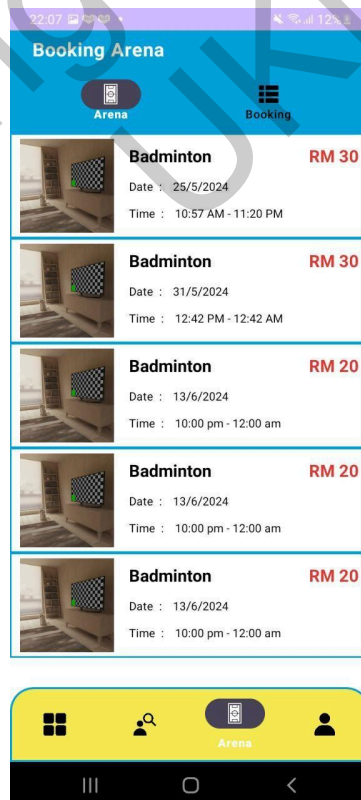 22:07 12%
Booking Arena
Arena Booking
Badminton RM 30
Date : 25/5/2024
Time : 10:57 AM - 11:20 PM
Badminton RM 30
Date : 31/5/2024
Time : 12:42 PM - 12:42 AM
Badminton RM 20
Date : 13/6/2024
Time : 10:00 pm - 12:00 am
Badminton RM 20
Date : 13/6/2024
Time : 10:00 pm - 12:00 am
Badminton RM 20
Date : 13/6/2024
Time : 10:00 pm - 12:00 am
Arena